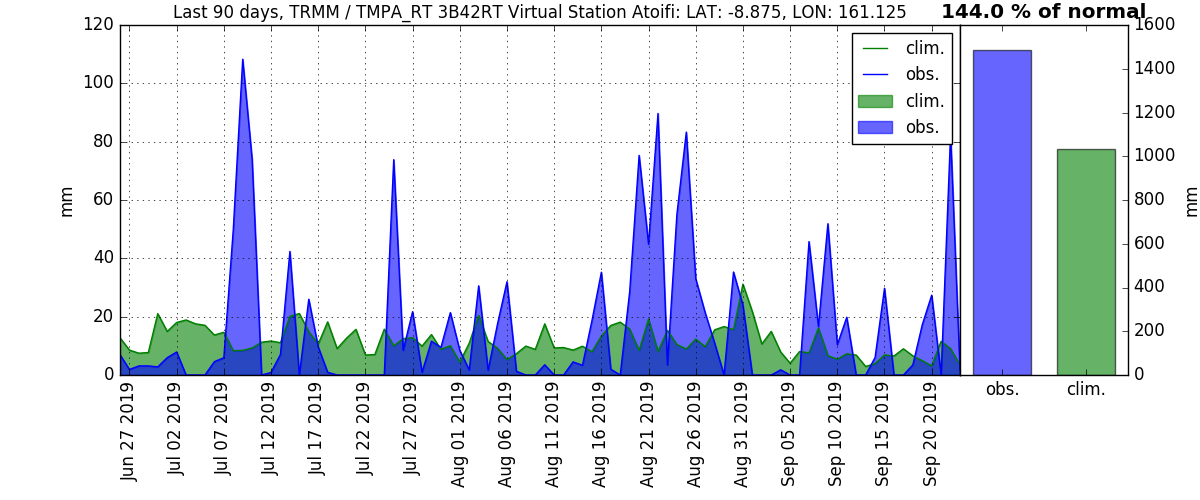 Last 90 days, TRMM / TMPA_RT 3B42RT Virtual Station Atoifi: LAT: -8.875, LON: 161.125
144.0 % of normal
120
100
80
60
40
20
0
mm
clim.
obs.
clim.
obs.
1600
1400
1200
1000
800
600
400
200
0
mm
Jun 27 2019
Jul 02 2019
Jul 07 2019
Jul 12 2019
Jul 17 2019
Jul 22 2019
Jul 27 2019
Aug 01 2019
Aug 06 2019
Aug 11 2019
Aug 16 2019
Aug 21 2019
Aug 26 2019
Aug 31 2019
Sep 05 2019
Sep 10 2019
Sep 15 2019
Sep 20 2019
obs.
clim.